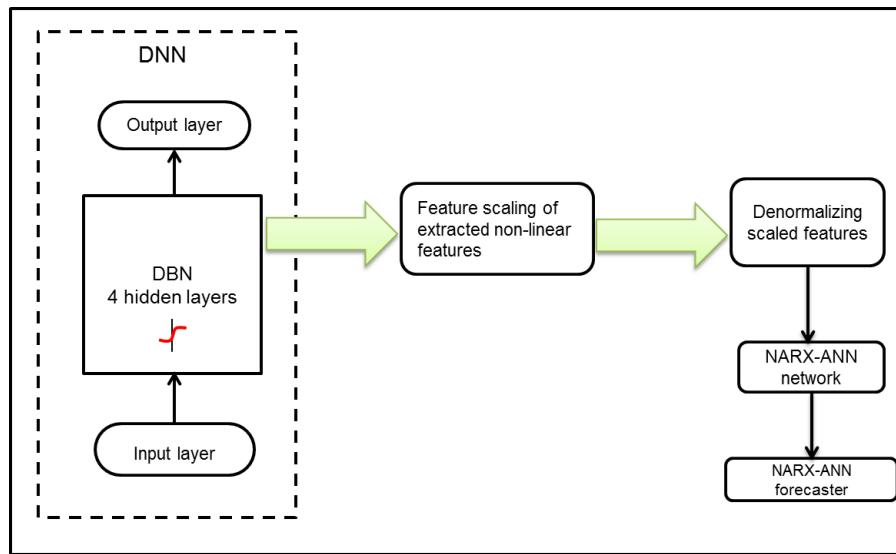 DNN
Output layer
DBN
4 hidden layers
Input layer
Feature scaling of
extracted non-linear
features
Denormalizing
scaled features
NARX-ANN
network
NARX-ANN
forecaster